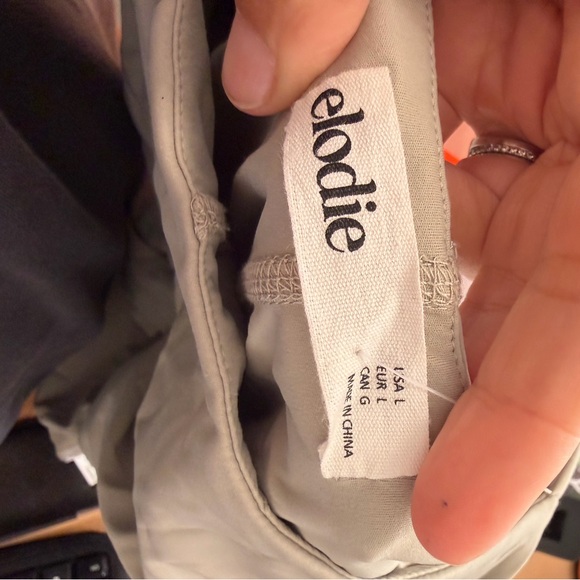 elodie
USA L
EUR L
CAN G
MADE IN CHINA